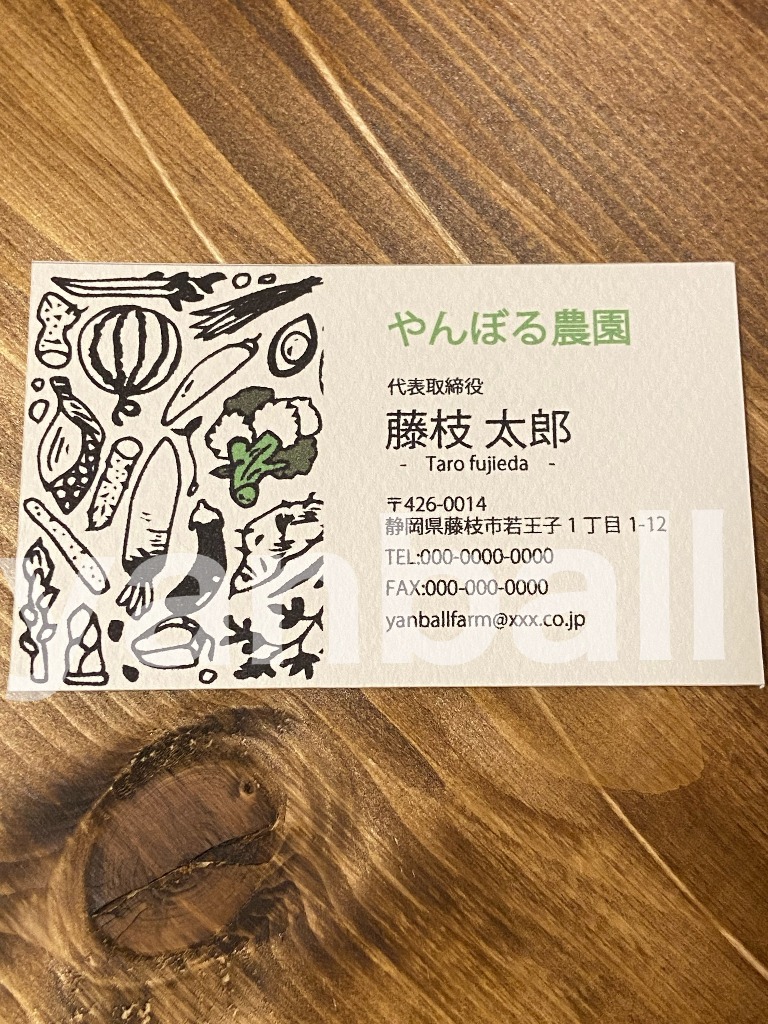 やんぼる農園
代表取締役
藤枝 太郎
- Taro fujieda -
〒426-0014
静岡県藤枝市若王子1丁目1-12
TEL:000-0000-0000
FAX:000-000-0000
yanballfarm@xxx.co.jp
yanball